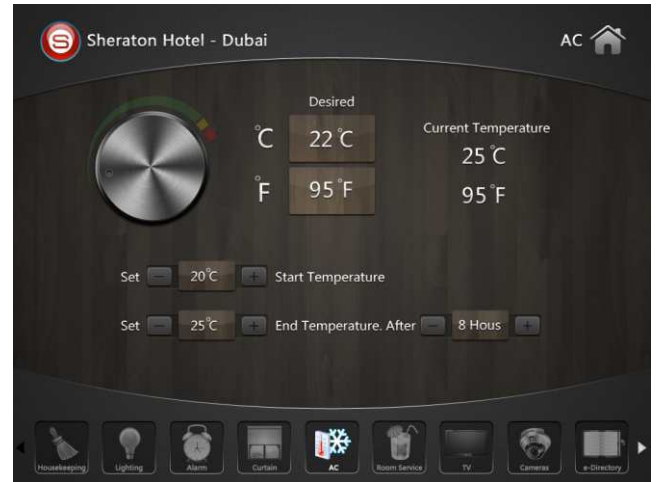 S Sheraton Hotel - Dubai
AC
Desired
°C 22°C
Current Temperature
25°C
°F 95°F
95°F
Set - 20°C + Start Temperature
Set - 25°C + End Temperature. After - 8 Hous +
Housekeeping Lighting Alarm Curtain AC Room Service TV Cameras e-Directory